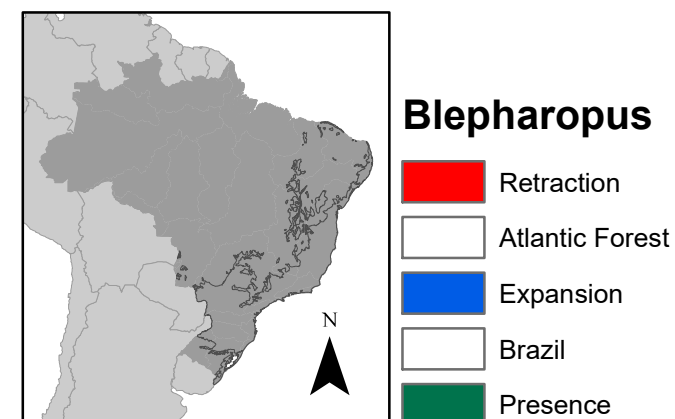 Blepharopus
Retraction
Atlantic Forest
Expansion
Brazil
Presence
N